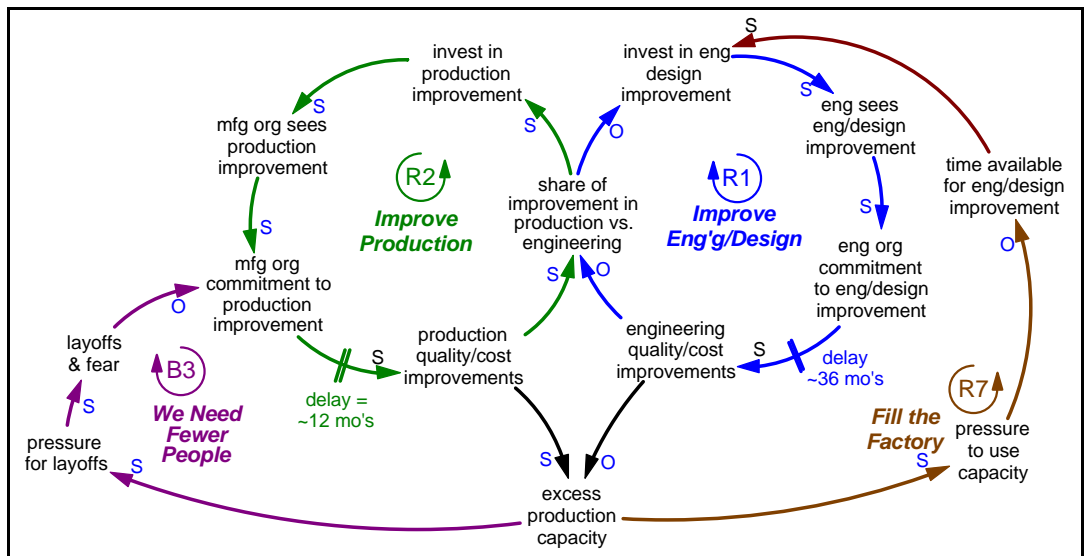 invest in
production
improvement
invest in eng
design
improvement
S
S
S
eng sees
eng/design
improvement
mfg org sees
production
improvement
S
O
R2
Improve
Production
share of
improvement in
production vs.
engineering
R1
Improve
Eng'g/Design
time available
for eng/design
improvement
S
S
O
mfg org
commitment to
production
improvement
S
O
eng org
commitment
to eng/design
improvement
O
layoffs
& fear
B3
We Need
Fewer
People
S
delay =
~12 mo's
production
quality/cost
improvements
engineering
quality/cost
improvements
S
delay
~36 mo's
R7
Fill the
Factory
S
pressure
for layoffs
S
pressure
to use
capacity
S
S
O
excess
production
capacity